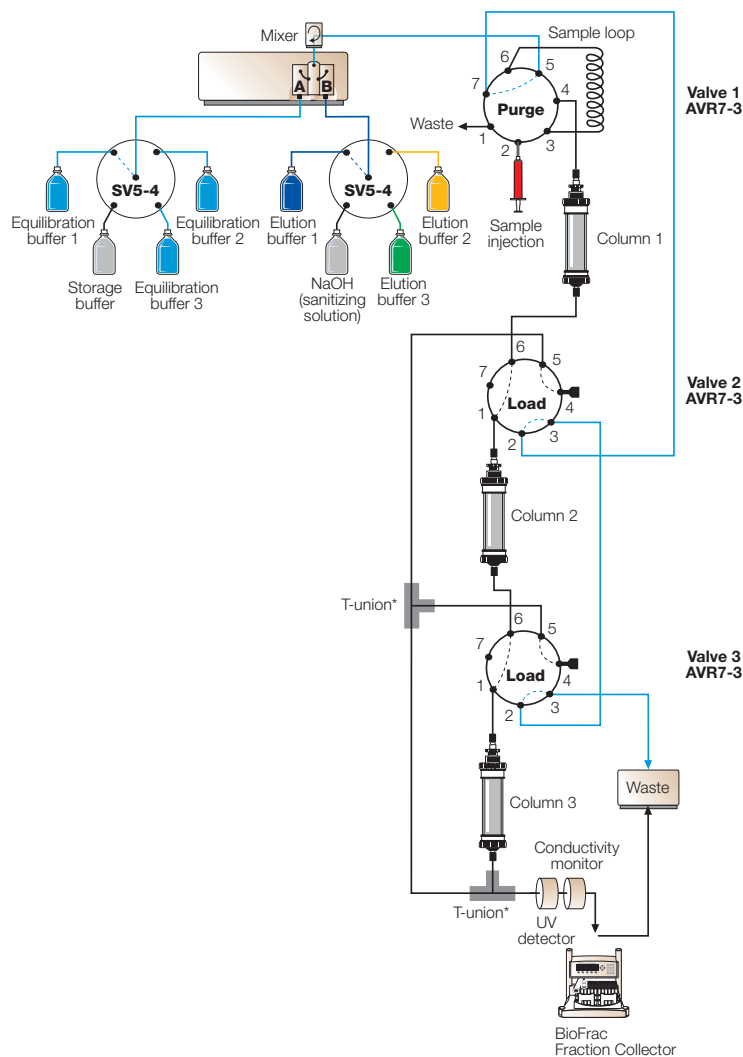 Mixer
Sample loop
A
B
6
5
7
4
Purge
Valve 1
AVR7-3
Waste
1
2
3
SV5-4
SV5-4
Equilibration
buffer 1
Equilibration
buffer 2
Elution
buffer 1
Elution
buffer 2
Sample
injection
Column 1
Storage
buffer
Equilibration
buffer 3
NaOH
(sanitizing
solution)
Elution
buffer 3
6
5
7
Load
4
1
2
3
Valve 2
AVR7-3
Column 2
T-union*
6
5
7
Load
4
1
2
3
Valve 3
AVR7-3
Column 3
Waste
Conductivity
monitor
T-union*
UV
detector
BioFrac
Fraction Collector